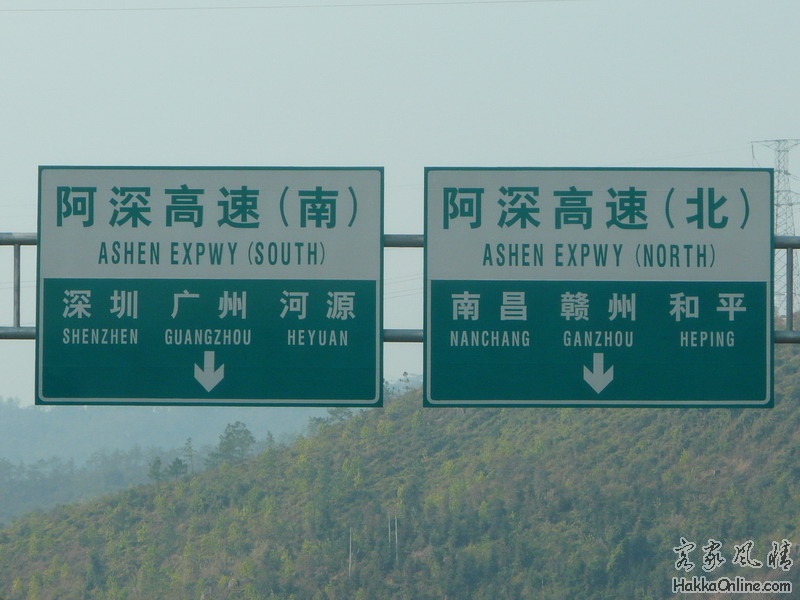 阿深高速(南)
ASHEN EXPWY (SOUTH)
深圳 广州 河源
SHENZHEN GUANGZHOU HEYUAN
阿深高速(北)
ASHEN EXPWY (NORTH)
南昌 赣州 和平
NANCHANG GANZHOU HEPING
客家风情
HakkaOnline.com